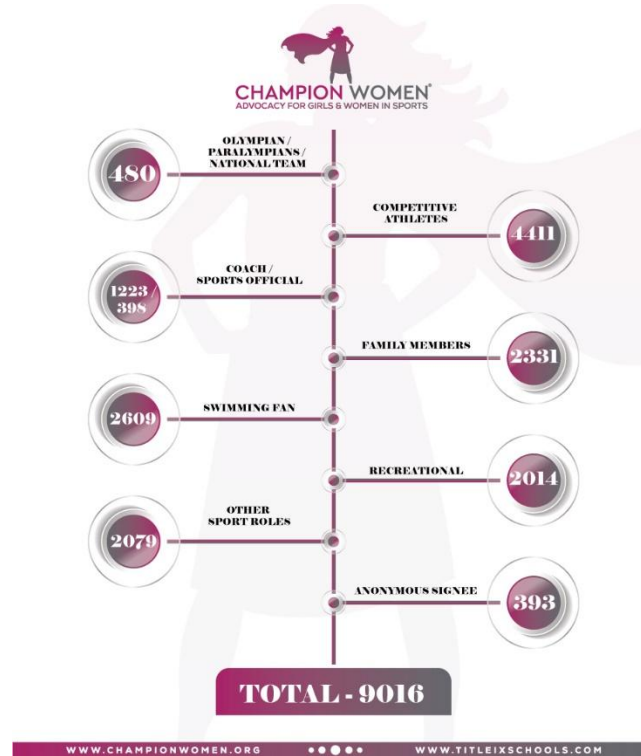 CHAMPION WOMEN®
ADVOCACY FOR GIRLS & WOMEN IN SPORTS
OLYMPIAN /
PARALYMPIANS /
NATIONAL TEAM
480
COMPETITIVE
ATHLETES
4411
COACH /
SPORTS OFFICIAL
1223 /
398
FAMILY MEMBERS
2331
SWIMMING FAN
2609
RECREATIONAL
2014
OTHER
SPORT ROLES
2079
ANONYMOUS SIGNEE
393
TOTAL - 9016
WWW.CHAMPIONWOMEN.ORG
WWW.TITLEIXSCHOOLS.COM